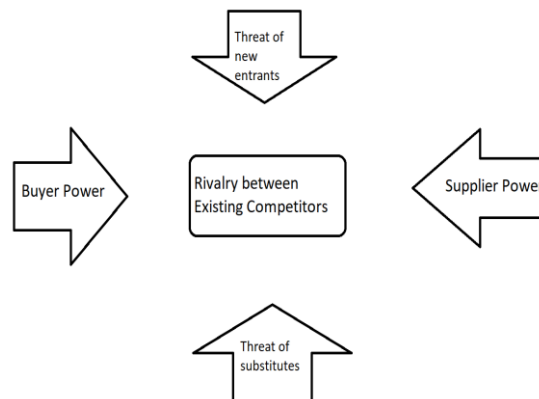 Threat of
new
entrants
Buyer Power
Rivalry between
Existing Competitors
Supplier Power
Threat of
substitutes